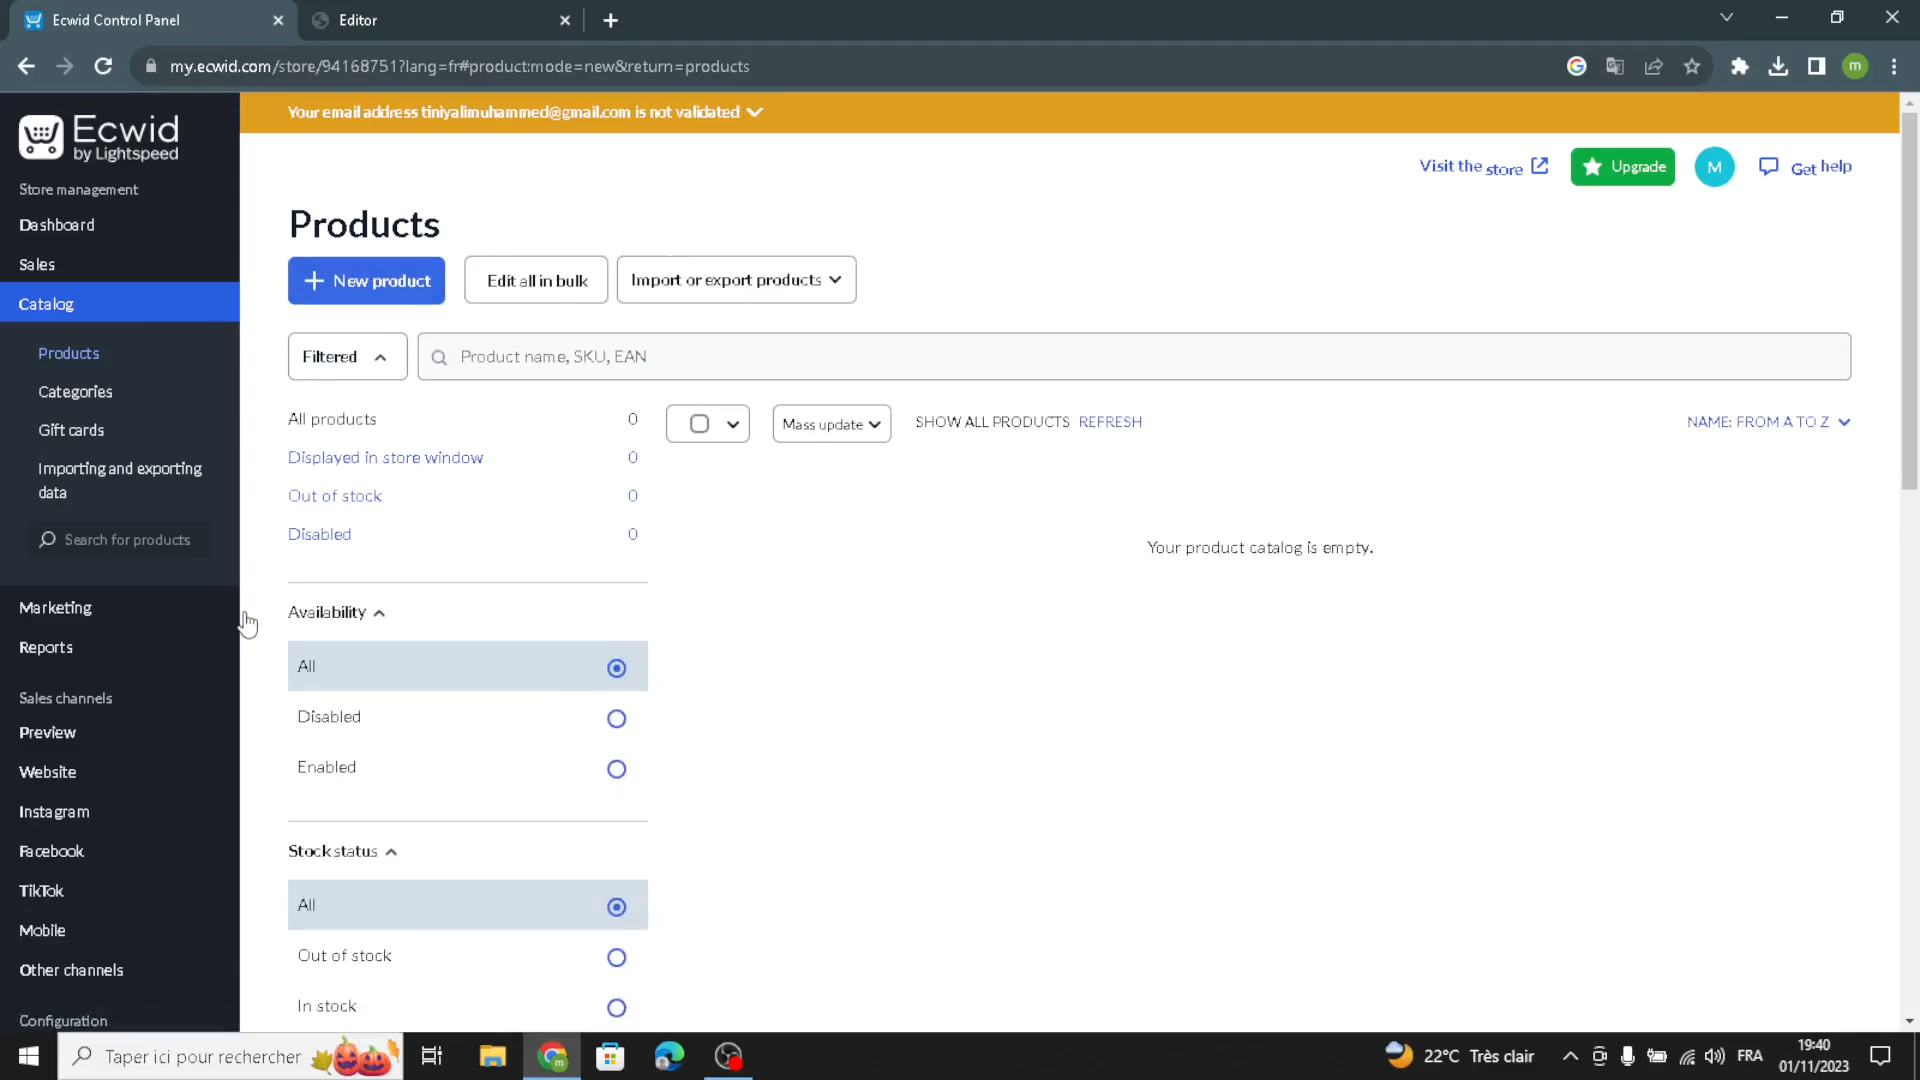 Ecwid Control Panel
Editor
my.ecwid.com/store/94168751?lang=fr#product:mode=new&return=products
m
Ecwid
by Lightspeed
Your email address tiniyalimuhammed@gmail.com is not validated
Visit the store
Upgrade
M
Get help
Store management
Dashboard
Sales
Catalog
Products
Categories
Gift cards
Importing and exporting
data
Search for products
Marketing
Reports
Sales channels
Preview
Website
Instagram
Facebook
TikTok
Mobile
Other channels
Configuration
Products
New product
Edit all in bulk
Import or export products
Filtered
Product name, SKU, EAN
All products 0
Displayed in store window 0
Out of stock 0
Disabled 0
Mass update
SHOW ALL PRODUCTS REFRESH
NAME: FROM A TO Z
Your product catalog is empty.
Availability
All
Disabled
Enabled
Stock status
All
Out of stock
In stock
Taper ici pour rechercher
m
22°C Très clair
FRA
19:40
01/11/2023